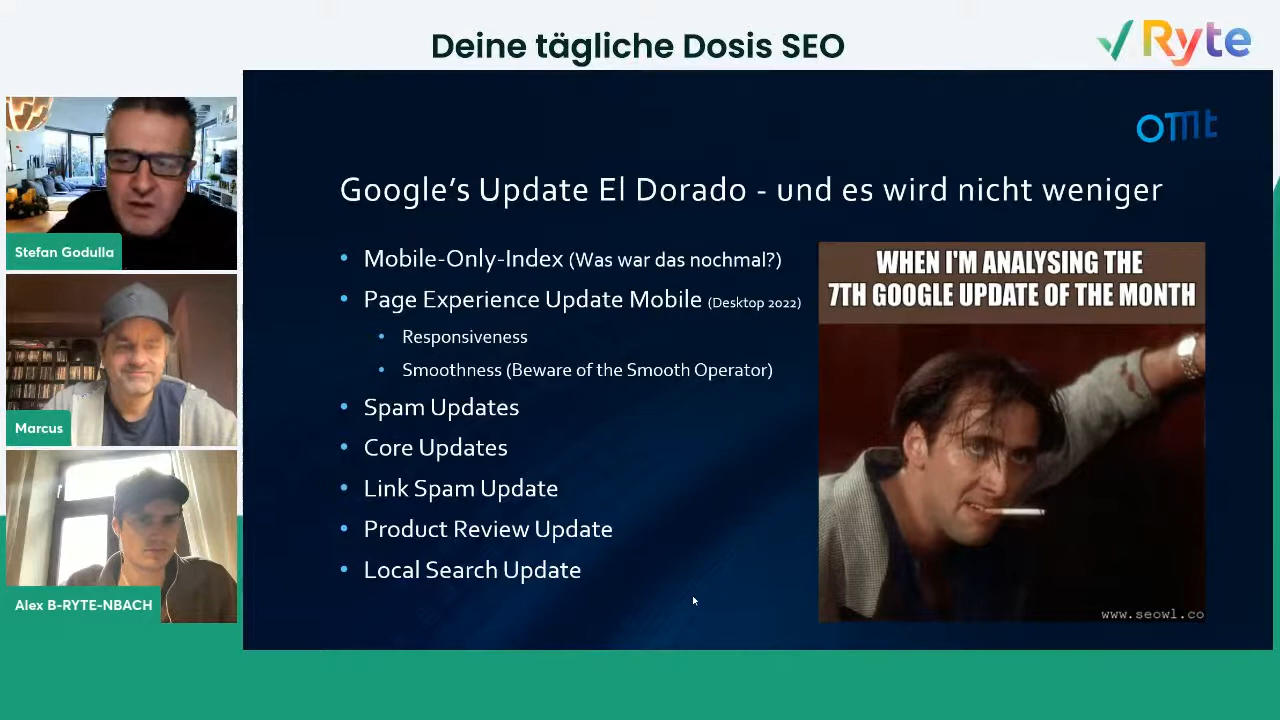 Deine tägliche Dosis SEO
Ryte
OMt
Stefan Godulla
Marcus
Alex B-RYTE-NBACH
Google's Update El Dorado - und es wird nicht weniger
• Mobile-Only-Index (Was war das nochmal?)
• Page Experience Update Mobile (Desktop 2022)
• Responsiveness
• Smoothness (Beware of the Smooth Operator)
• Spam Updates
• Core Updates
• Link Spam Update
• Product Review Update
• Local Search Update
WHEN I'M ANALYSING THE
7TH GOOGLE UPDATE OF THE MONTH
www.seowl.co